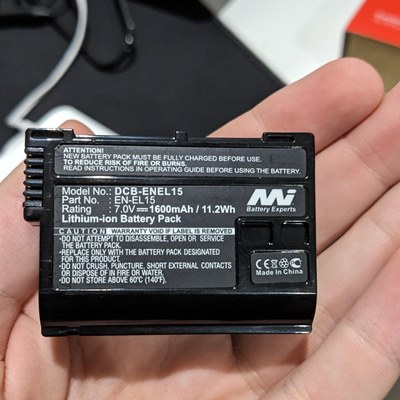 ATTENTION!
NEW BATTERY PACK MUST BE FULLY CHARGED BEFORE USE.
TO REDUCE RISK OF FIRE OR BURNS.
READ INSTRUCTIONS IN OPERATING GUIDE BEFORE USING THE BATTERY.
Model No.: DCB-ENEL15
Part No. : EN-EL15
Rating : 7.0V⎓1600mAh / 11.2Wh
Lithium-Ion Battery Pack
Mi
Battery Experts
CAUTION: WARRANTY VOID IF LABEL IS REMOVED
•DO NOT ATTEMPT TO DISASSEMBLE, OPEN OR SERVICE
•REPLACE ONLY WITH THE BATTERY PACK DESIGNATED FOR THIS PRODUCT.
•DO NOT CRUSH, PUNCTURE, SHORT EXTERNAL CONTACTS
OR DISPOSE OF IN FIRE OR WATER.
•DO NOT STORE ABOVE 60°C (140°F).
CE
Made In China